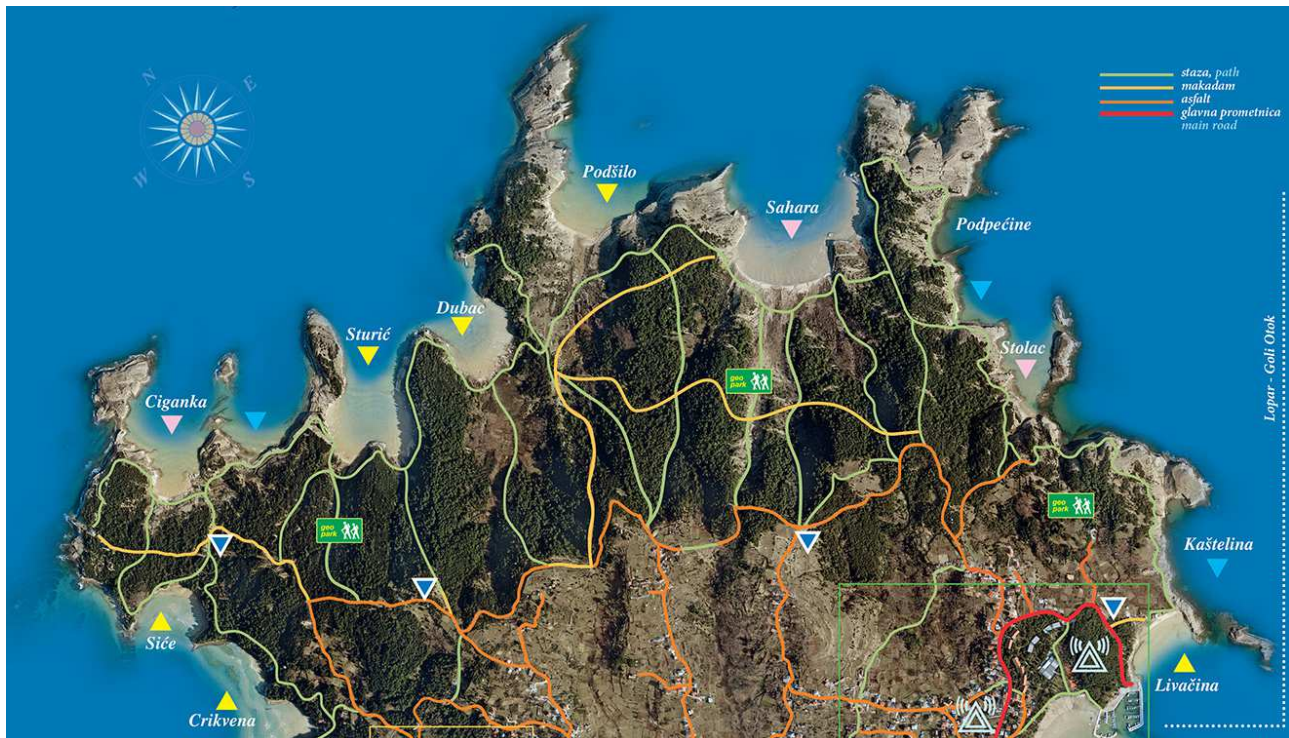 N
E
W
S
staza, path
makadam
asfalt
glavna prometnica
main road
Podšilo
Sahara
Podpećine
Dubac
Sturić
Stolac
Ciganka
geo
park
geo
park
geo
park
Kaštelina
Siće
Crikvena
Livačina
Lopar - Goli Otok